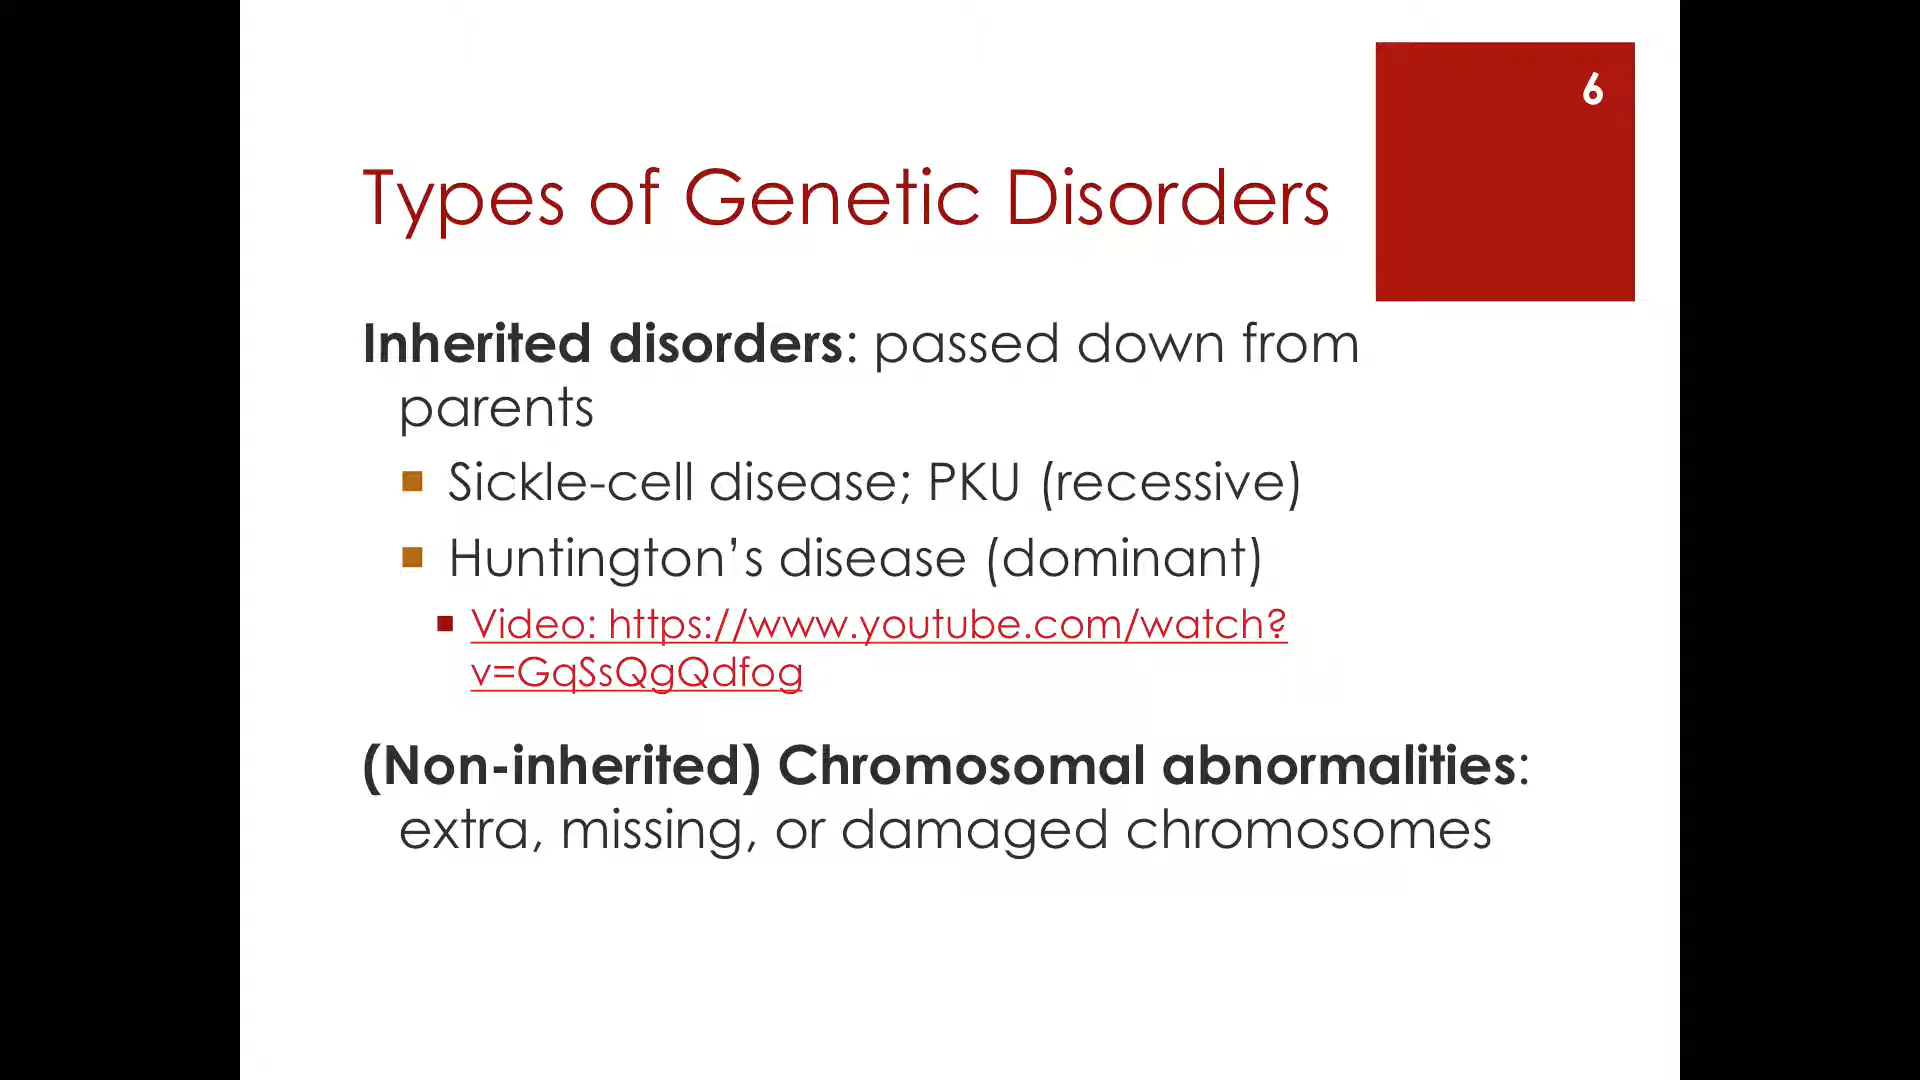 6
Types of Genetic Disorders
Inherited disorders: passed down from
parents
Sickle-cell disease; PKU (recessive)
Huntington’s disease (dominant)
Video: https://www.youtube.com/watch?
v=GqSsQgQdfog
(Non-inherited) Chromosomal abnormalities:
extra, missing, or damaged chromosomes